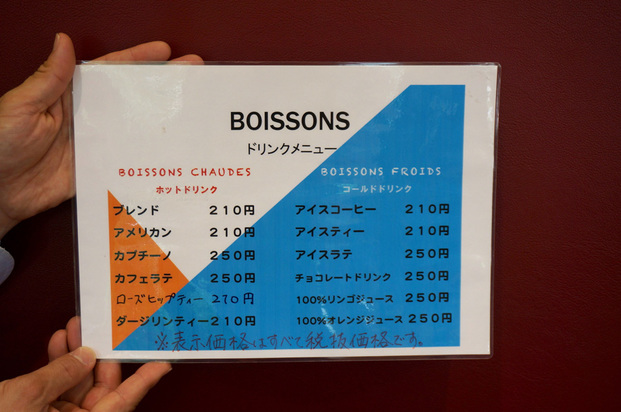 BOISSONS
ドリンクメニュー
BOISSONS CHAUDES
ホットドリンク
ブレンド 210円
アメリカン 210円
カプチーノ 250円
カフェラテ 250円
ローズヒップティー 210円
ダージリンティー 210円
BOISSONS FROIDS
コールドドリンク
アイスコーヒー 210円
アイスティー 210円
アイスラテ 250円
チョコレートドリンク 250円
100%リンゴジュース 250円
100%オレンジジュース 250円
※表示価格はすべて税抜価格です。